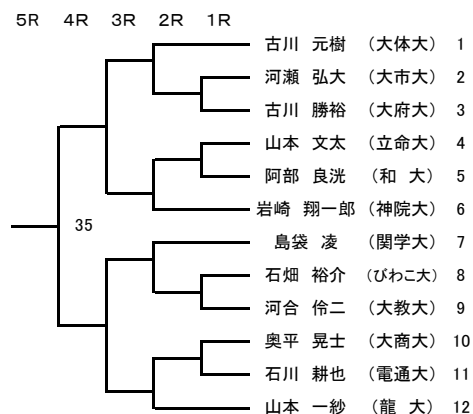 5R 4R 3R 2R 1R
古川 元樹 (大体大) 1
河瀬 弘大 (大市大) 2
古川 勝裕 (大府大) 3
山本 文太 (立命大) 4
阿部 良洸 (和 大) 5
岩崎 翔一郎 (神院大) 6
35
島袋 凌 (関学大) 7
石畑 裕介 (びわこ大) 8
河合 伶二 (大教大) 9
奥平 晃士 (大商大) 10
石川 耕也 (電通大) 11
山本 一紗 (龍 大) 12